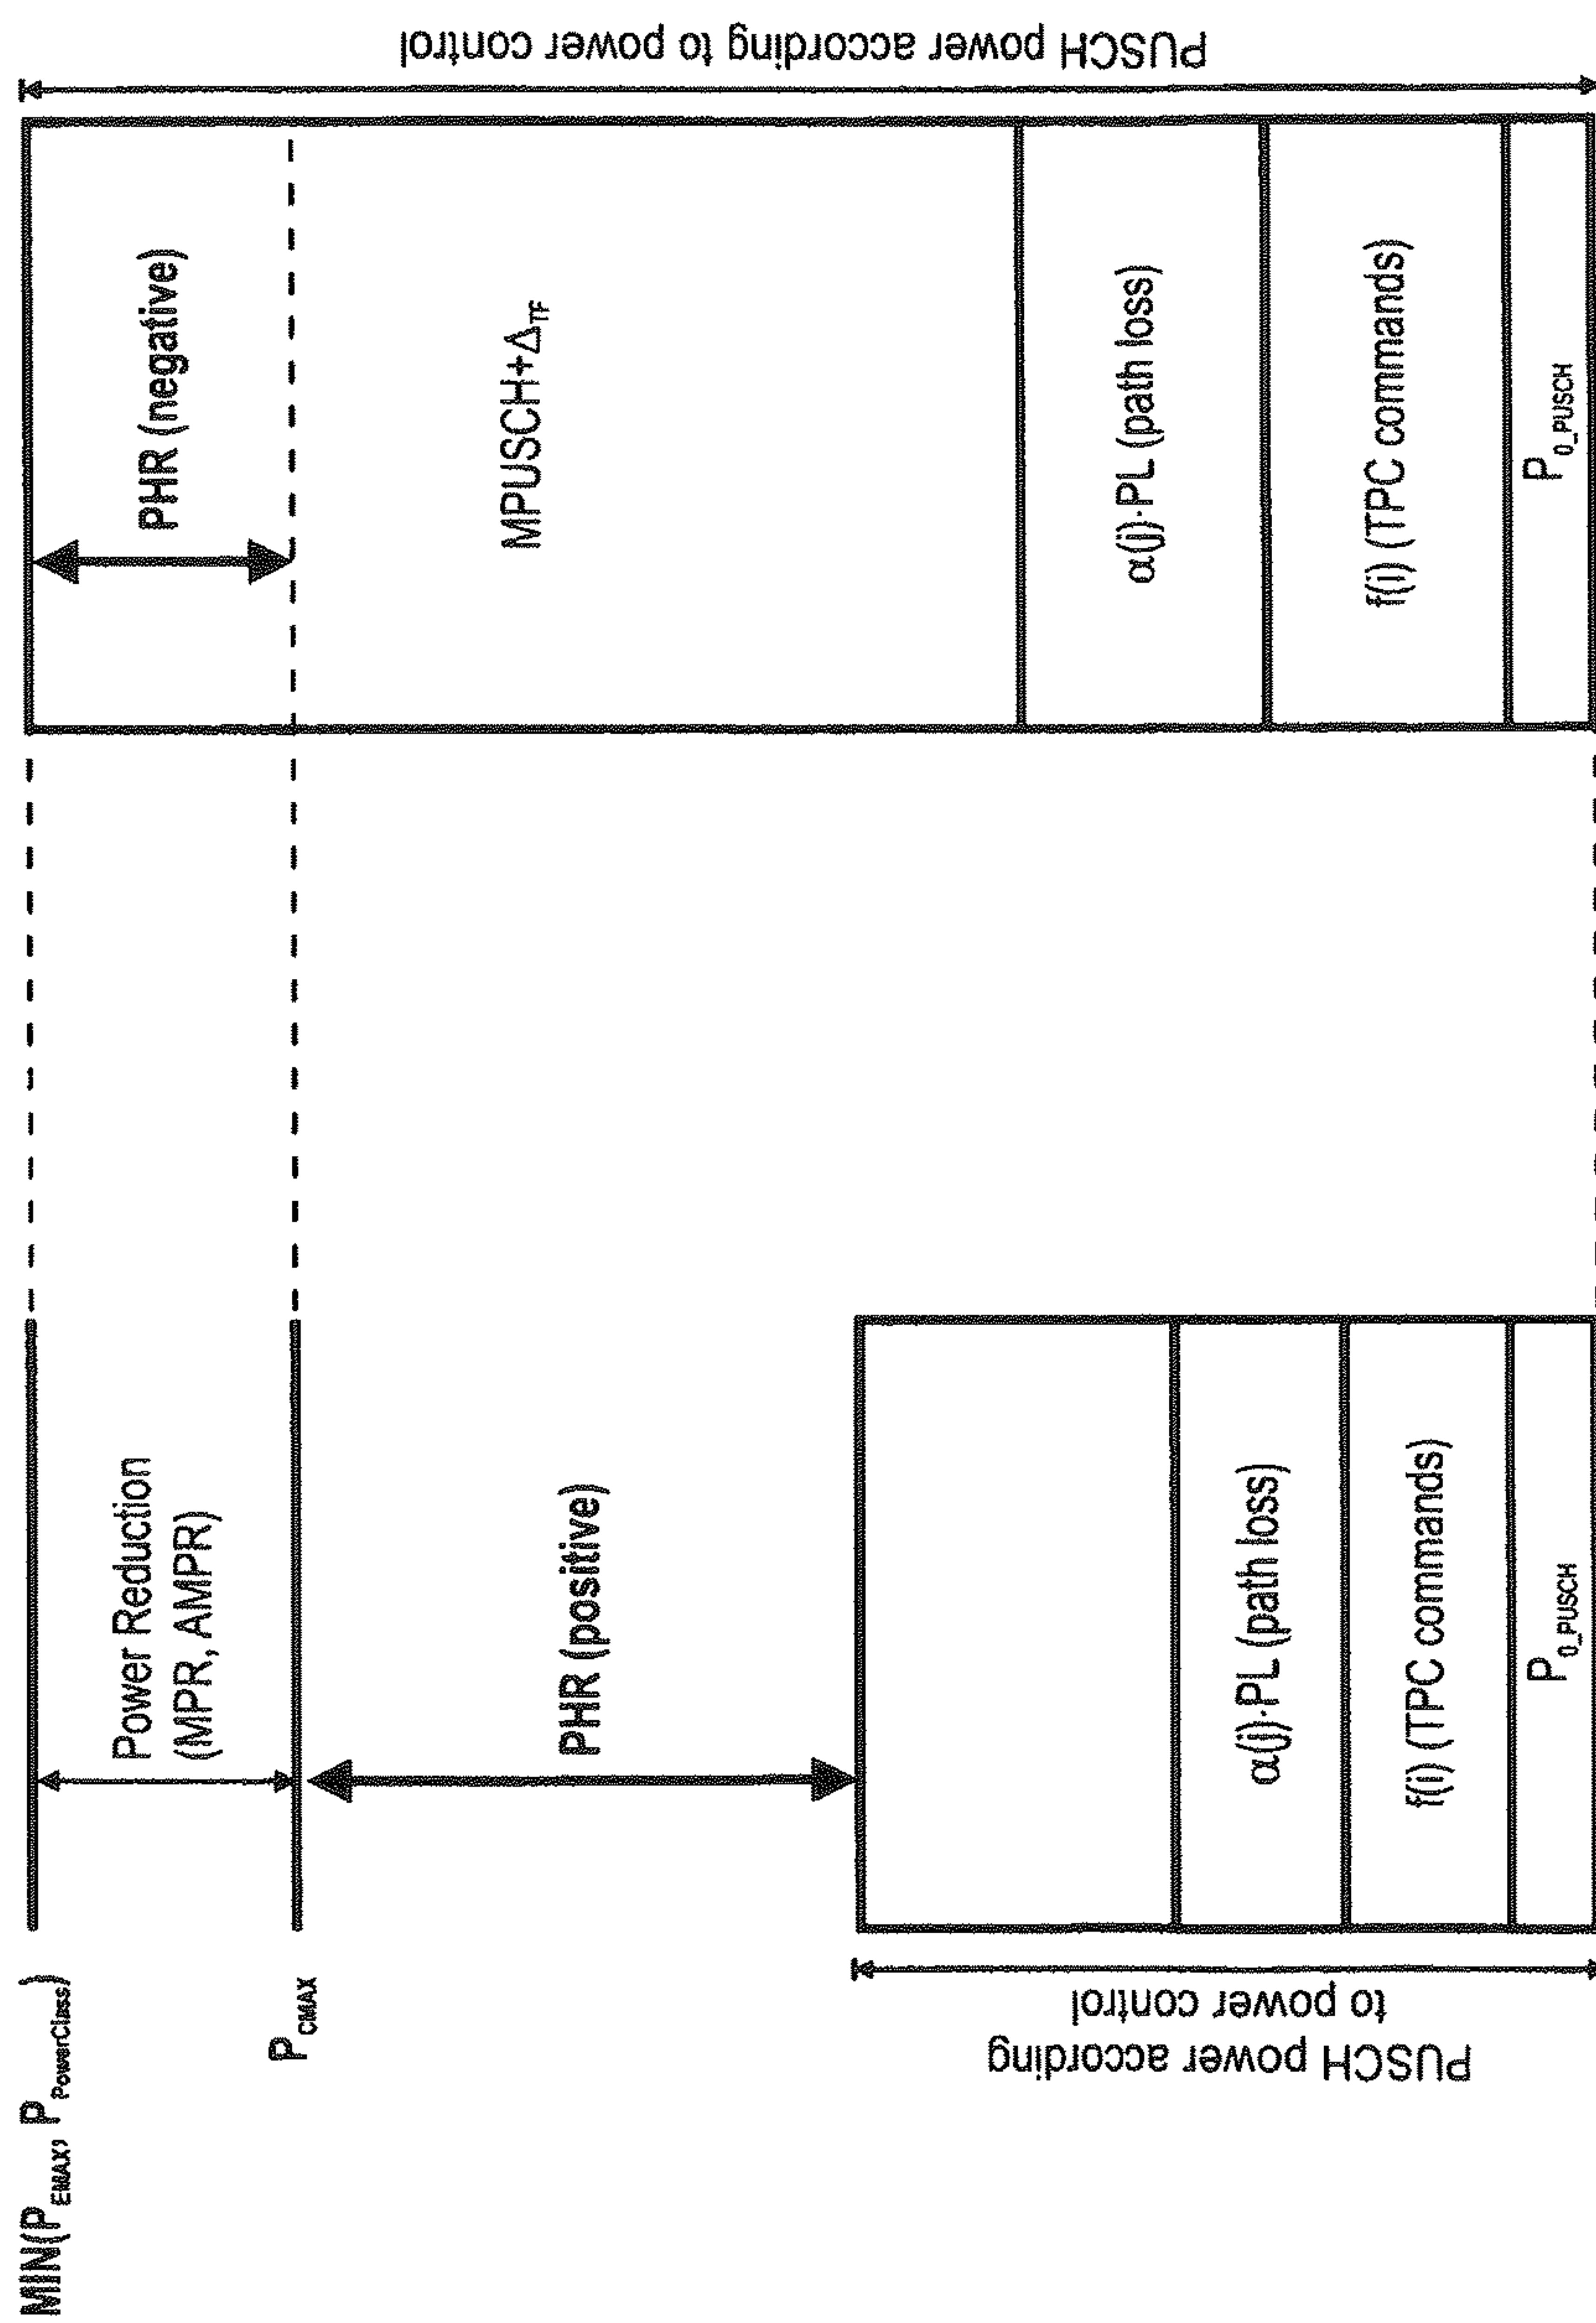 MIN(P_EMAX, P_PowerClass)
Power Reduction
(MPR, AMPR)
P_CMAX
PHR (positive)
PUSCH power according
to power control
α(j)·PL (path loss)
f(i) (TPC commands)
P_0_PUSCH
PHR (negative)
MPUSCH+Δ_TF
α(j)·PL (path loss)
f(i) (TPC commands)
P_0_PUSCH
PUSCH power according to power control